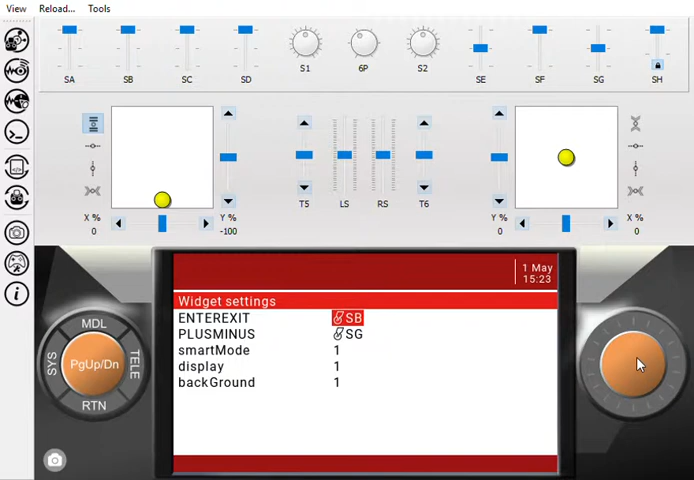 View Reload... Tools
SA SB SC SD S1 6P S2 SE SF SG SH
X % Y % T5 LS RS T6 Y % X %
0 -100 0 0
1 May
15:23
Widget settings
ENTEREXIT SB
PLUSMINUS SG
smartMode 1
display 1
backGround 1
MDL
SYS PgUp/Dn TELE
RTN